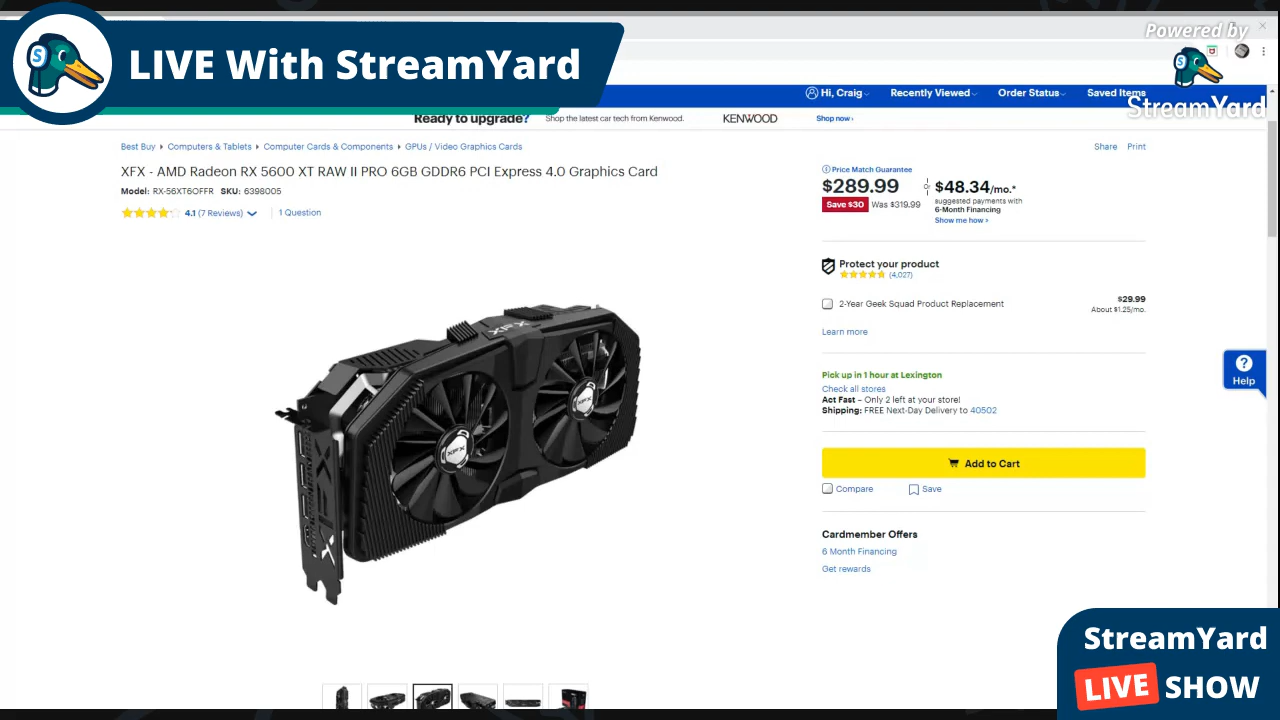 LIVE With StreamYard
Powered by
StreamYard
Hi, Craig
Recently Viewed
Order Status
Saved Items
Ready to upgrade?
Shop the latest car tech from Kenwood.
KENWOOD
Shop now ›
Best Buy
Computers & Tablets
Computer Cards & Components
GPUs / Video Graphics Cards
Share
Print
XFX - AMD Radeon RX 5600 XT RAW II PRO 6GB GDDR6 PCI Express 4.0 Graphics Card
Model: RX-56XT6OFFR SKU: 6398005
4.1 (7 Reviews)
1 Question
Price Match Guarantee
$289.99
Save $30 Was $319.99
or
$48.34/mo.*
suggested payments with
6-Month Financing
Show me how ›
Protect your product
(4,027)
2-Year Geek Squad Product Replacement
$29.99
About $1.25/mo.
Learn more
Pick up in 1 hour at Lexington
Check all stores
Act Fast – Only 2 left at your store!
Shipping: FREE Next-Day Delivery to 40502
Add to Cart
Compare
Save
Cardmember Offers
6 Month Financing
Get rewards
?
Help
XFX
XFX
XFX
XFX
StreamYard
LIVE SHOW